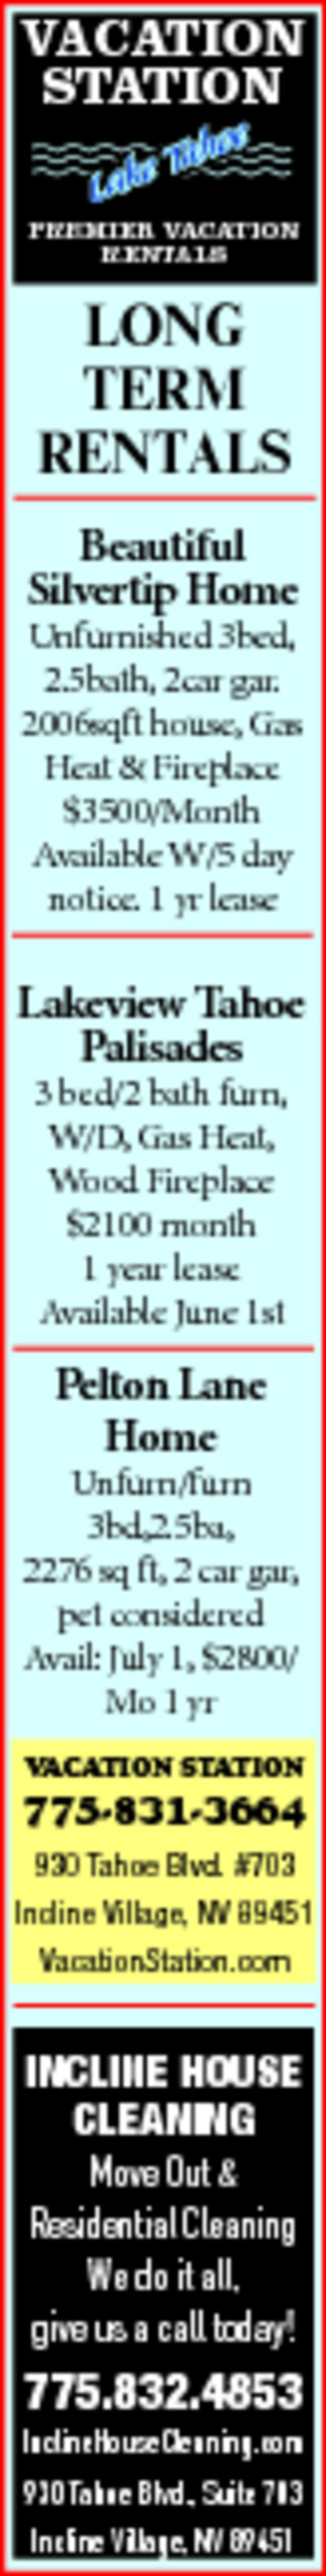 VACATION
STATION
Lake Tahoe
PREMIER VACATION
RENTALS
LONG
TERM
RENTALS
Beautiful
Silvertip Home
Unfurnished 3bed,
2.5bath, 2car gar.
2006sqft house, Gas
Heat & Fireplace
$3500/Month
Available W/5 day
notice. 1 yr lease
Lakeview Tahoe
Palisades
3 bed/2 bath furn,
W/D, Gas Heat,
Wood Fireplace
$2100 month
1 year lease
Available June 1st
Pelton Lane
Home
Unfurn/furn
3bd,2.5ba,
2276 sq ft, 2 car gar,
pet considered
Avail: July 1, $2800/
Mo 1 yr
VACATION STATION
775-831-3664
930 Tahoe Blvd. #703
Incline Village, NV 89451
VacationStation.com
INCLINE HOUSE
CLEANING
Move Out &
Residential Cleaning
We do it all,
give us a call today!
775.832.4853
InclineHouseCleaning.com
930 Tahoe Blvd., Suite 703
Incline Village, NV 89451